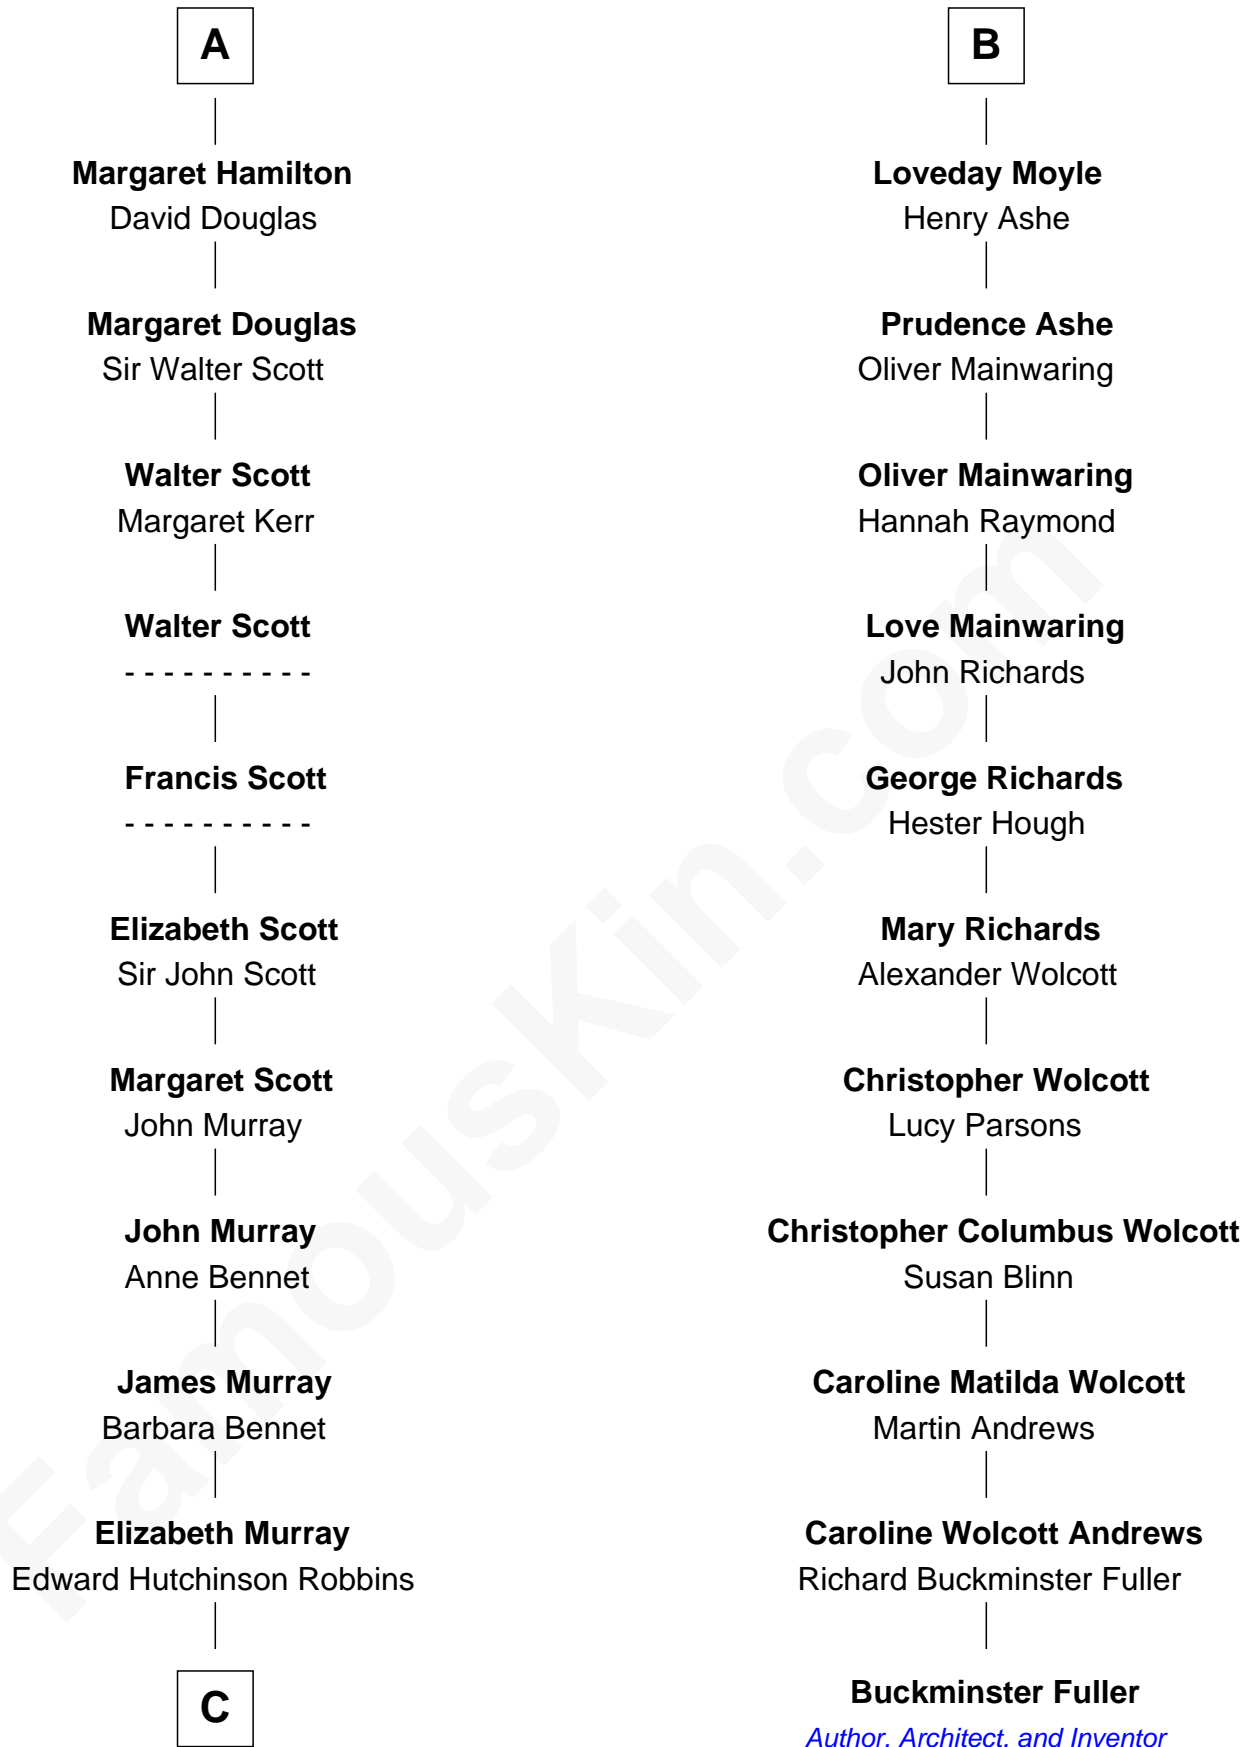 A
Margaret Hamilton
David Douglas
Margaret Douglas
Sir Walter Scott
Walter Scott
Margaret Kerr
Walter Scott
- - - - - - - - - -
Francis Scott
- - - - - - - - - -
Elizabeth Scott
Sir John Scott
Margaret Scott
John Murray
John Murray
Anne Bennet
James Murray
Barbara Bennet
Elizabeth Murray
Edward Hutchinson Robbins
C
B
Loveday Moyle
Henry Ashe
Prudence Ashe
Oliver Mainwaring
Oliver Mainwaring
Hannah Raymond
Love Mainwaring
John Richards
George Richards
Hester Hough
Mary Richards
Alexander Wolcott
Christopher Wolcott
Lucy Parsons
Christopher Columbus Wolcott
Susan Blinn
Caroline Matilda Wolcott
Martin Andrews
Caroline Wolcott Andrews
Richard Buckminster Fuller
Buckminster Fuller
Author, Architect, and Inventor
FamousKin.com